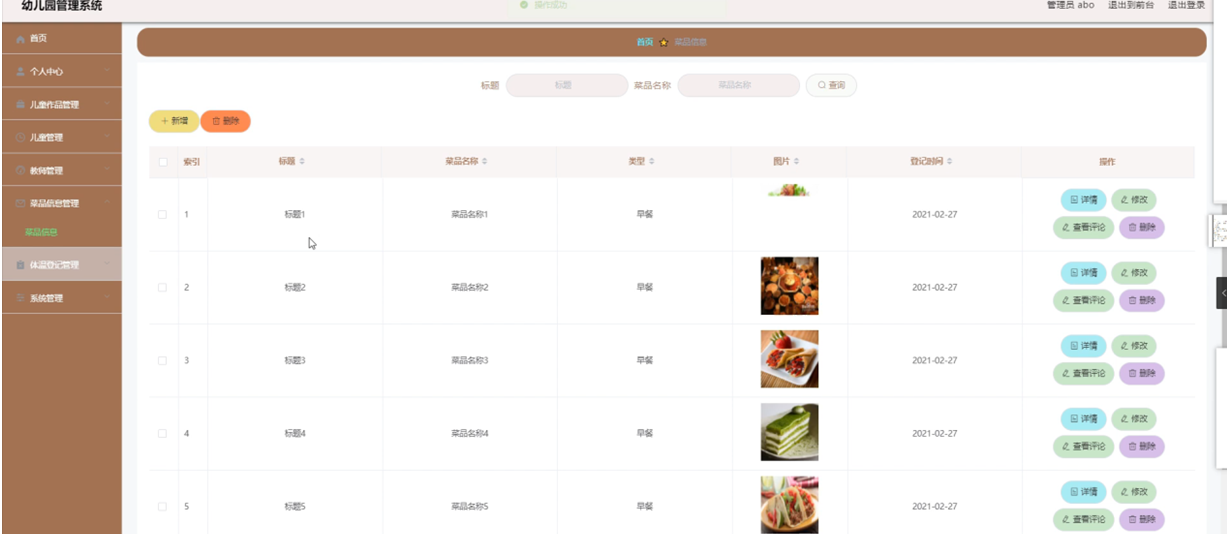 幼儿园管理系统
操作成功
管理员 abo 退出到前台 退出登录
首页
个人中心
儿童作品管理
儿童管理
教师管理
菜品信息管理
菜品信息
体温登记管理
系统管理
首页 菜品信息
标题 标题 菜品名称 菜品名称 查询
新增 删除
索引 标题 菜品名称 类型 图片 登记时间 操作
1 标题1 菜品名称1 早餐 2021-02-27 详情 修改
查看评论 删除
2 标题2 菜品名称2 早餐 2021-02-27 详情 修改
查看评论 删除
3 标题3 菜品名称3 早餐 2021-02-27 详情 修改
查看评论 删除
4 标题4 菜品名称4 早餐 2021-02-27 详情 修改
查看评论 删除
5 标题5 菜品名称5 早餐 2021-02-27 详情 修改
查看评论 删除